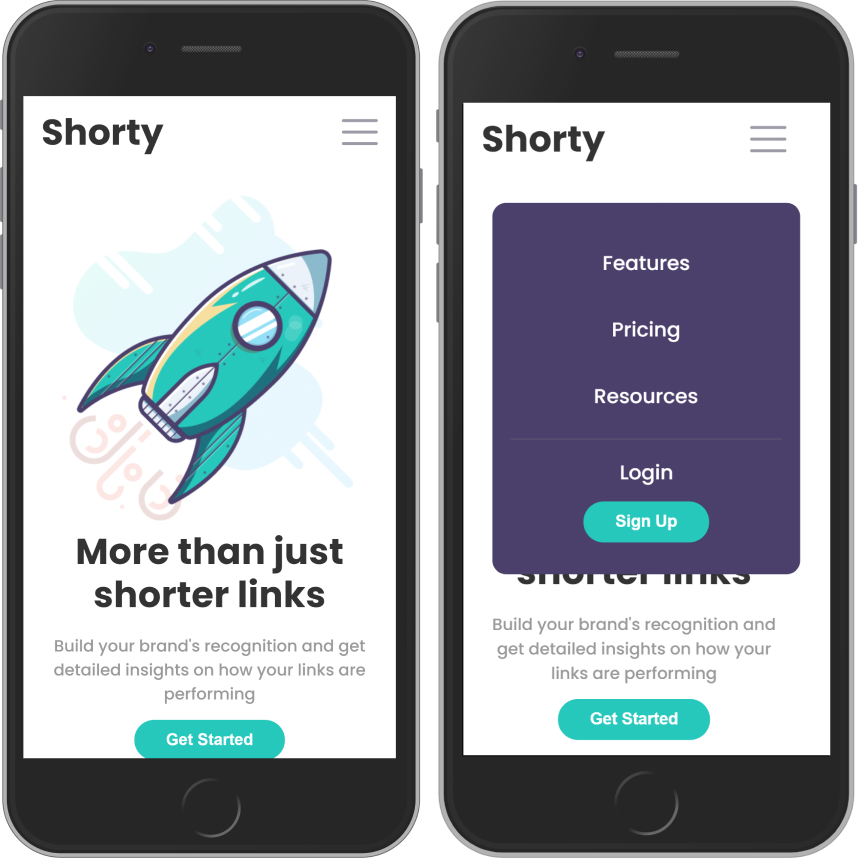 Shorty
More than just
shorter links
Build your brand's recognition and get
detailed insights on how your links are
performing
Get Started
Shorty
Features
Pricing
Resources
Login
Sign Up
shorter links
Build your brand's recognition and
get detailed insights on how your
links are performing
Get Started